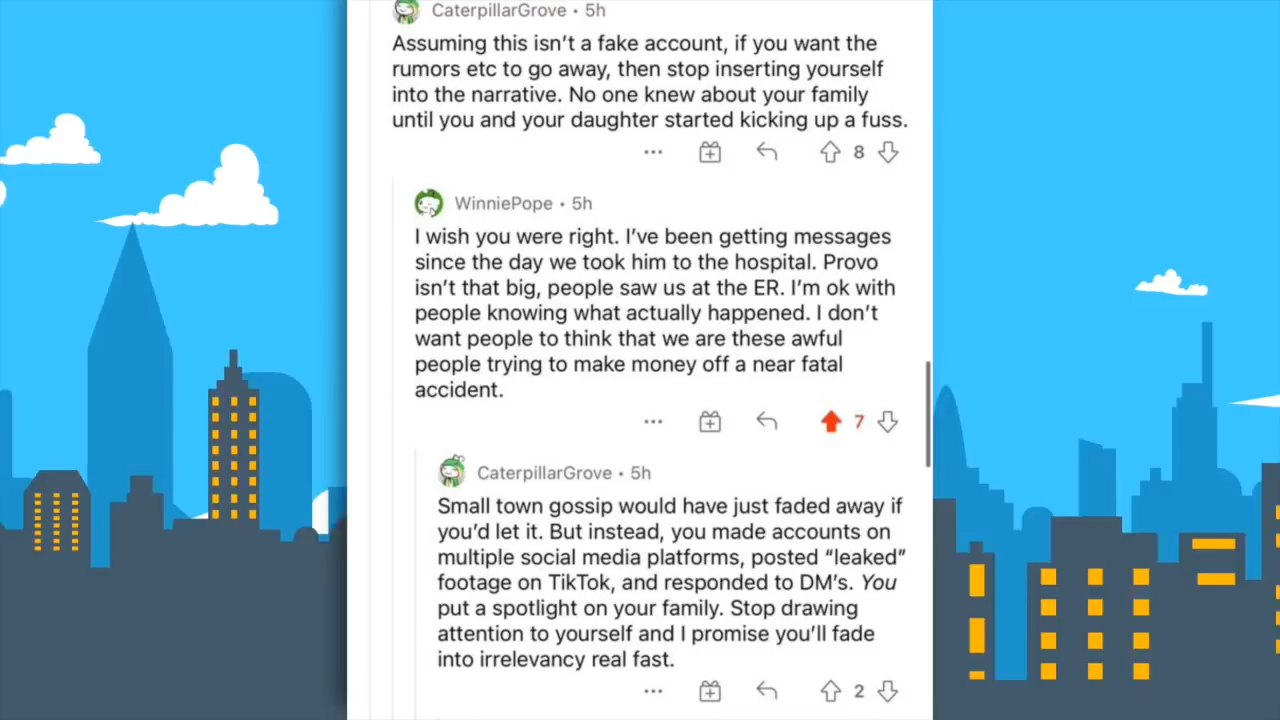 CaterpillarGrove • 5h
Assuming this isn’t a fake account, if you want the
rumors etc to go away, then stop inserting yourself
into the narrative. No one knew about your family
until you and your daughter started kicking up a fuss.
8
WinniePope • 5h
I wish you were right. I’ve been getting messages
since the day we took him to the hospital. Provo
isn’t that big, people saw us at the ER. I’m ok with
people knowing what actually happened. I don’t
want people to think that we are these awful
people trying to make money off a near fatal
accident.
7
CaterpillarGrove • 5h
Small town gossip would have just faded away if
you’d let it. But instead, you made accounts on
multiple social media platforms, posted “leaked”
footage on TikTok, and responded to DM’s. You
put a spotlight on your family. Stop drawing
attention to yourself and I promise you’ll fade
into irrelevancy real fast.
2